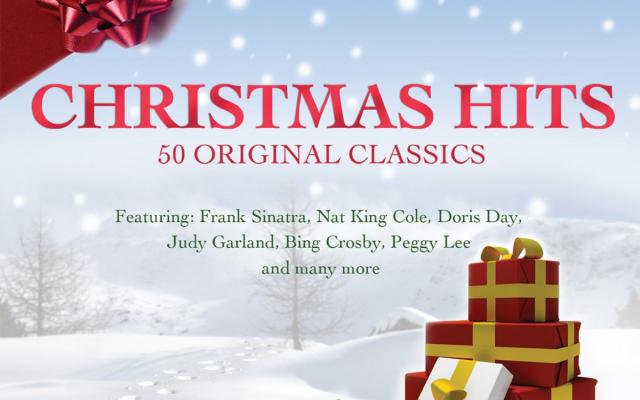 CHRISTMAS HITS
50 ORIGINAL CLASSICS
Featuring: Frank Sinatra, Nat King Cole, Doris Day,
Judy Garland, Bing Crosby, Peggy Lee
and many more